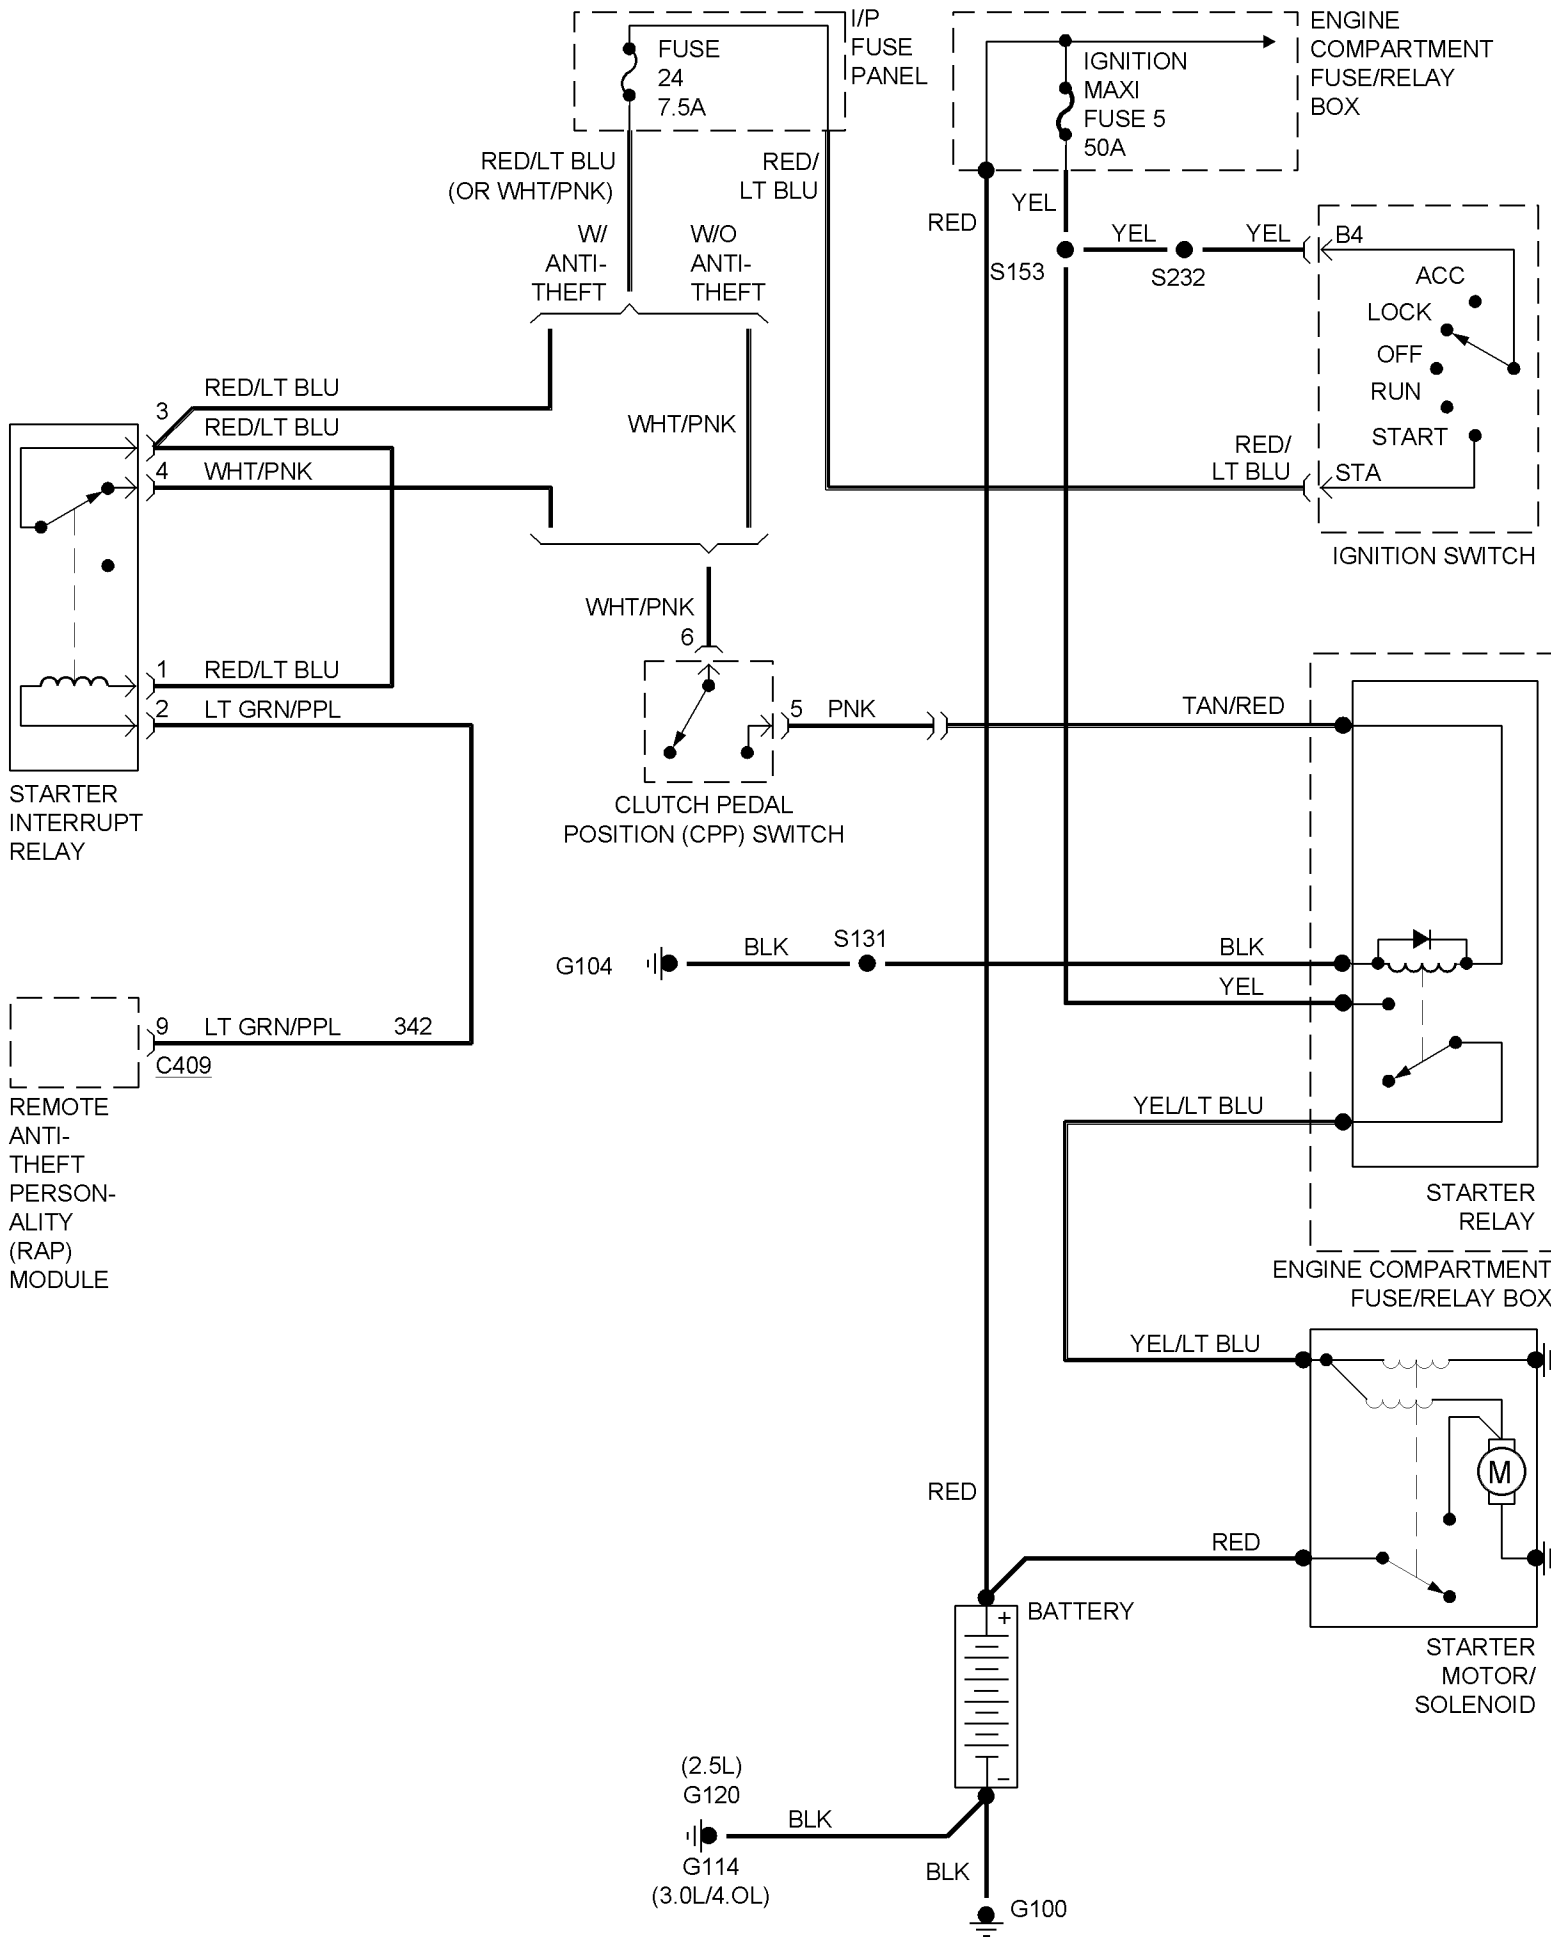 I/P
FUSE
PANEL
FUSE
24
7.5A
ENGINE
COMPARTMENT
FUSE/RELAY
BOX
IGNITION
MAXI
FUSE 5
50A
RED/LT BLU
(OR WHT/PNK)
RED/
LT BLU
RED
YEL
YEL
YEL
B4
S153
S232
W/
ANTI-
THEFT
W/O
ANTI-
THEFT
ACC
LOCK
OFF
RUN
START
RED/
LT BLU
STA
IGNITION SWITCH
RED/LT BLU
3
RED/LT BLU
4
WHT/PNK
WHT/PNK
WHT/PNK
6
1
RED/LT BLU
2
LT GRN/PPL
5
PNK
TAN/RED
STARTER
INTERRUPT
RELAY
CLUTCH PEDAL
POSITION (CPP) SWITCH
G104
BLK
S131
BLK
YEL
9
LT GRN/PPL
342
C409
REMOTE
ANTI-
THEFT
PERSON-
ALITY
(RAP)
MODULE
YEL/LT BLU
STARTER
RELAY
ENGINE COMPARTMENT
FUSE/RELAY BOX
YEL/LT BLU
M
RED
RED
BATTERY
+
−
STARTER
MOTOR/
SOLENOID
(2.5L)
G120
BLK
G114
(3.0L/4.OL)
BLK
G100